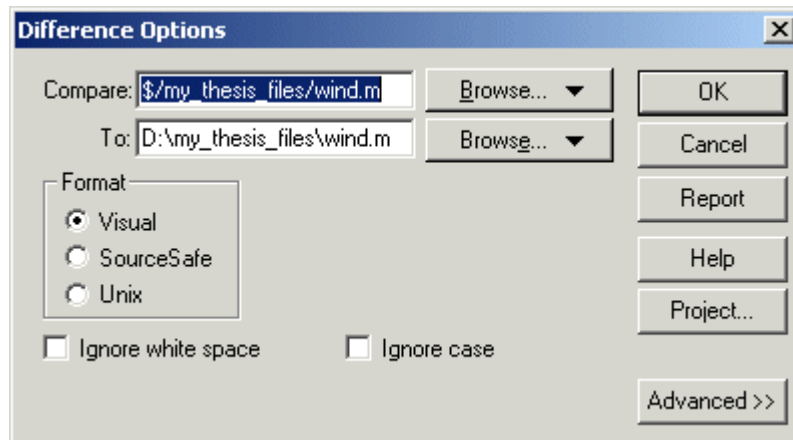 Difference Options
Compare: $/my_thesis_files/wind.m Browse... OK
To: D:\my_thesis_files\wind.m Browse... Cancel
Format
Visual
SourceSafe
Unix
Report
Help
Project...
Ignore white space Ignore case
Advanced >>